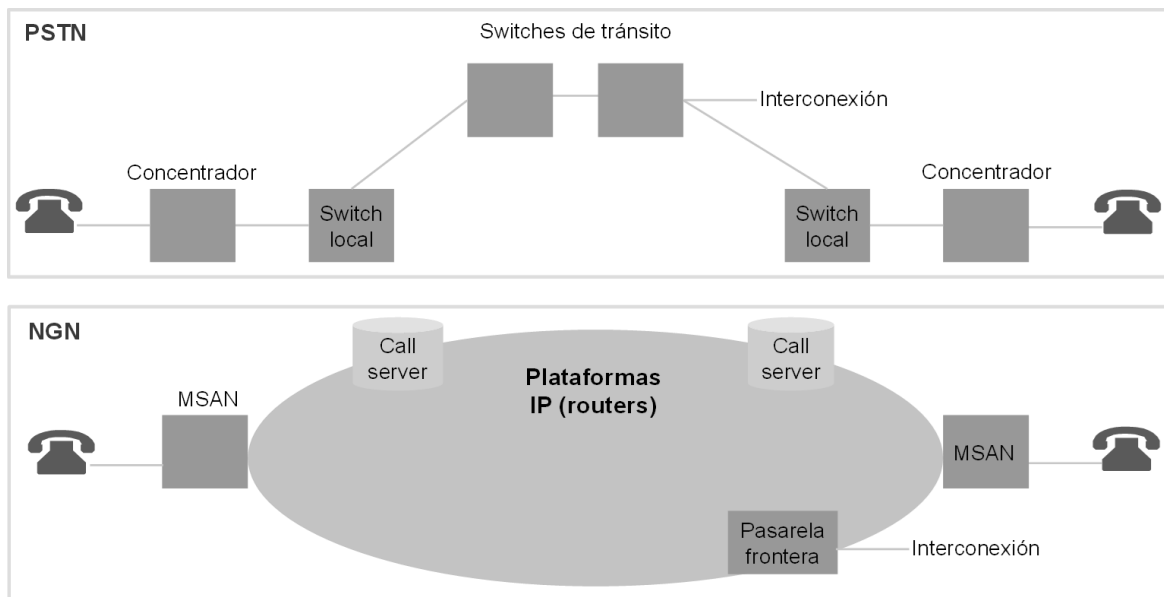 PSTN
Switches de tránsito
Interconexión
Concentrador
Concentrador
Switch
local
Switch
local
NGN
Call
server
Call
server
Plataformas
IP (routers)
MSAN
MSAN
Pasarela
frontera
Interconexión